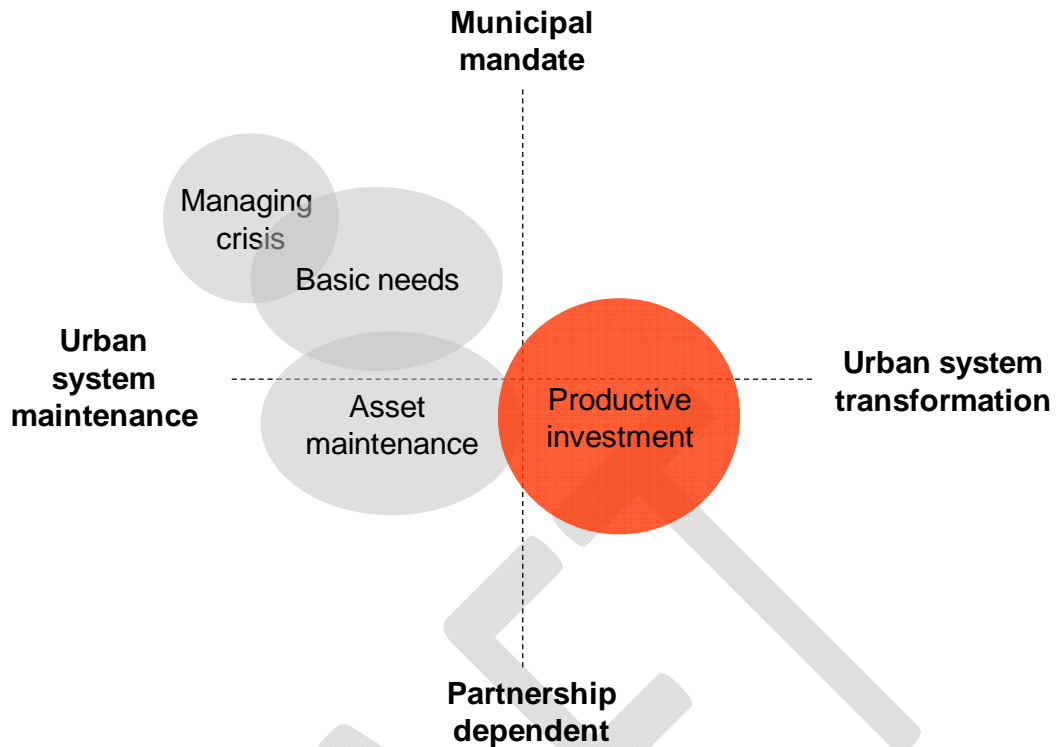 Municipal
mandate
Managing
crisis
Basic needs
Urban
system
maintenance
Asset
maintenance
Productive
investment
Urban system
transformation
Partnership
dependent